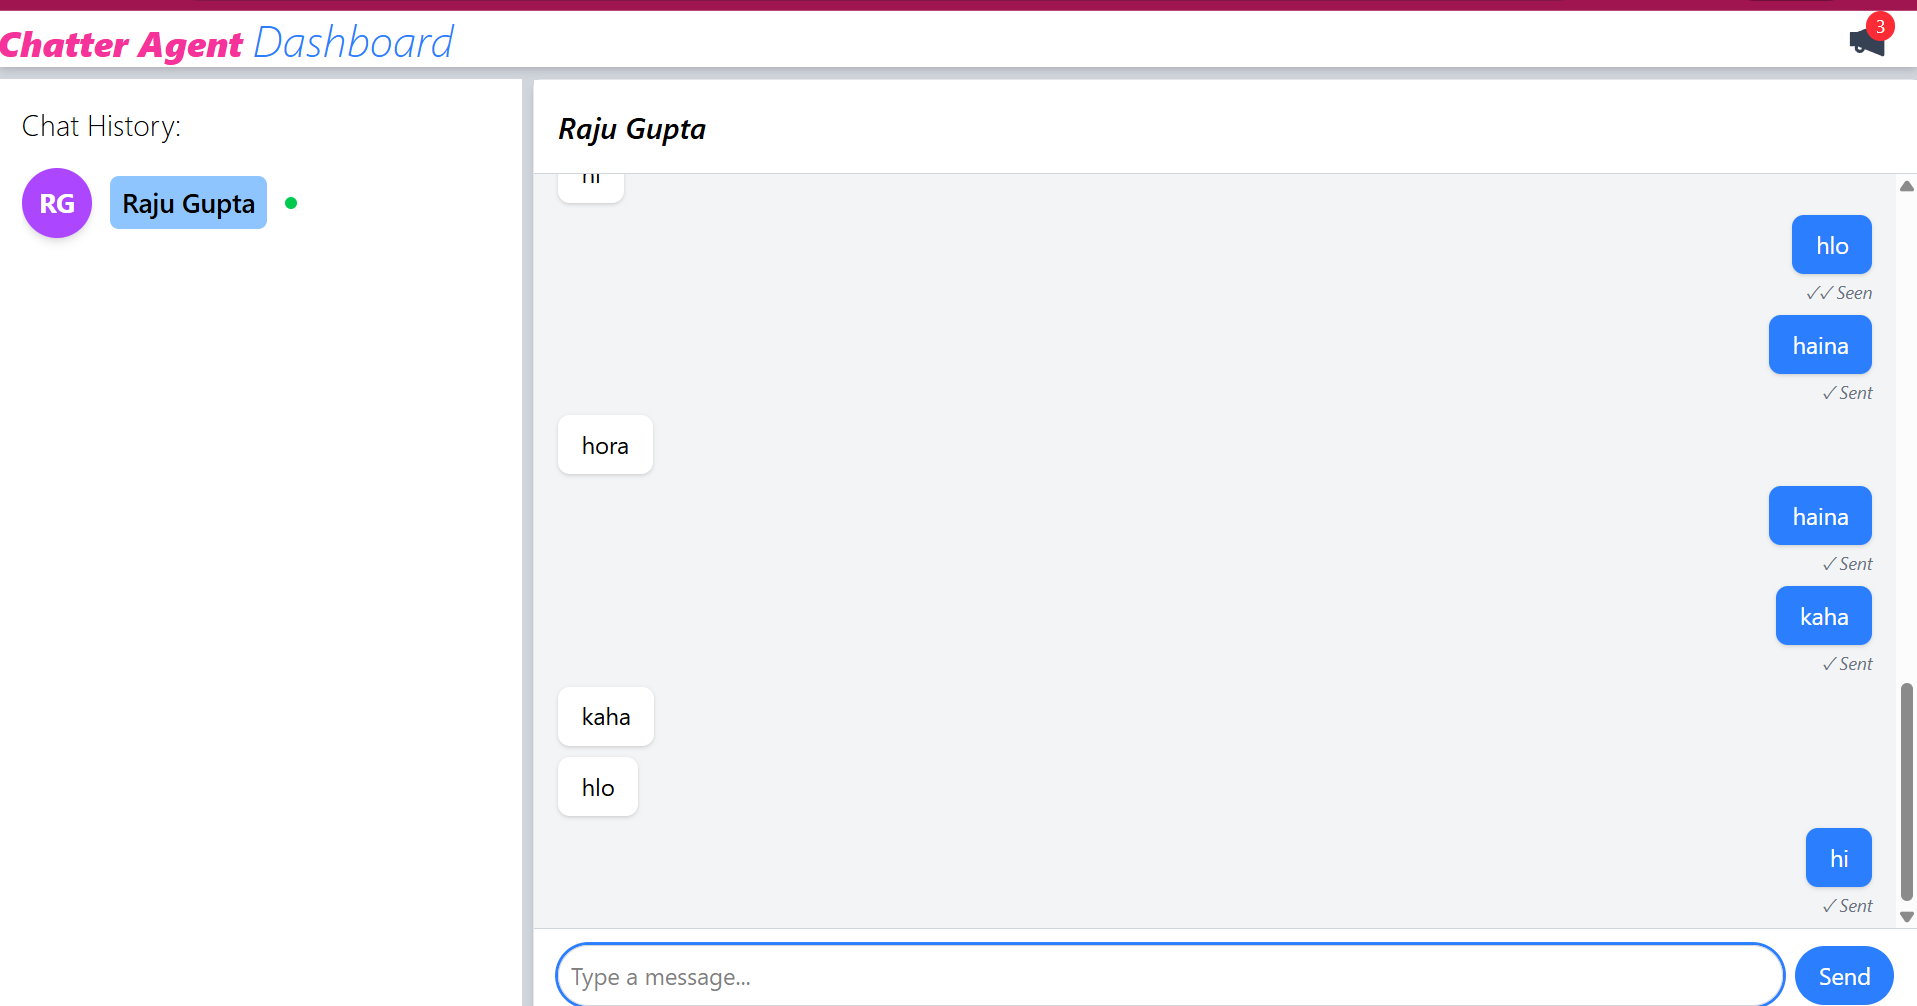 Chatter Agent Dashboard
3
Chat History:
RG
Raju Gupta
Raju Gupta
hi
hlo
✓✓ Seen
haina
✓ Sent
hora
haina
✓ Sent
kaha
✓ Sent
kaha
hlo
hi
✓ Sent
Type a message...
Send